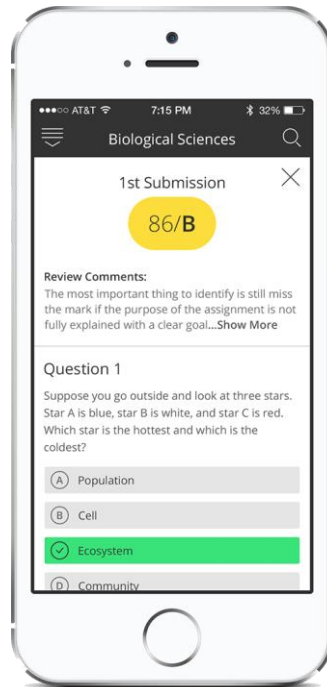 AT&T 7:15 PM 32%
Biological Sciences
1st Submission
86/B
Review Comments:
The most important thing to identify is still miss
the mark if the purpose of the assignment is not
fully explained with a clear goal...Show More
Question 1
Suppose you go outside and look at three stars.
Star A is blue, star B is white, and star C is red.
Which star is the hottest and which is the
coldest?
A Population
B Cell
Ecosystem
D Community